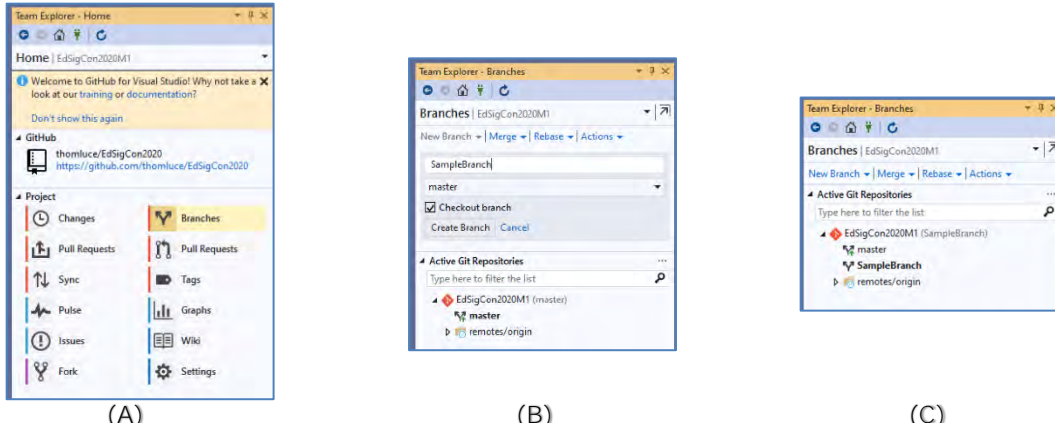 Team Explorer - Home
Home | EdSigCon2020M1
Welcome to GitHub for Visual Studio! Why not take a
look at our training or documentation?
Don't show this again
GitHub
thomluce/EdSigCon2020
https://github.com/thomluce/EdSigCon2020
Project
Changes
Branches
Pull Requests
Pull Requests
Sync
Tags
Pulse
Graphs
Issues
Wiki
Fork
Settings
(A)
Team Explorer - Branches
Branches | EdSigCon2020M1
New Branch | Merge | Rebase | Actions
SampleBranch
master
Checkout branch
Create Branch | Cancel
Active Git Repositories
...
Type here to filter the list
EdSigCon2020M1 (master)
master
remotes/origin
(B)
Team Explorer - Branches
Branches | EdSigCon2020M1
New Branch | Merge | Rebase | Actions
Active Git Repositories
...
Type here to filter the list
EdSigCon2020M1 (SampleBranch)
master
SampleBranch
remotes/origin
(C)